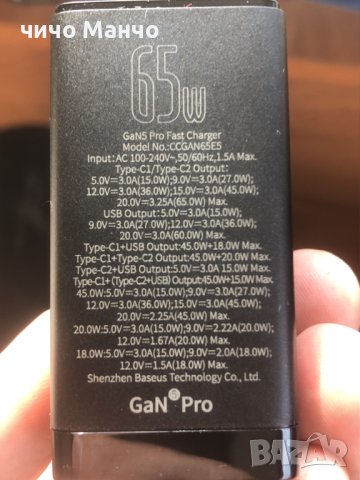 чичо Манчо
65w
GaN5 Pro Fast Charger
Model No.:CCGAN65E5
Input:AC 100-240V~,50/60Hz,1.5A Max.
Type-C1/Type-C2 Output:
5.0V⎓3.0A(15.0W);9.0V⎓3.0A(27.0W);
12.0V⎓3.0A(36.0W);15.0V⎓3.0A(45.0W);
20.0V⎓3.25A(65.0W) Max.
USB Output:5.0V⎓3.0A(15.0W);
9.0V⎓3.0A(27.0W);12.0V⎓3.0A(36.0W);
20.0V⎓3.0A(60.0W) Max.
Type-C1+USB Output:45.0W+18.0W Max.
Type-C1+Type-C2 Output:45.0W+20.0W Max.
Type-C2+USB Output:5.0V⎓3.0A 15.0W Max.
Type-C1+(Type-C2+USB) Output:45.0W+15.0W Max.
45.0W:5.0V⎓3.0A(15.0W);9.0V⎓3.0A(27.0W);
12.0V⎓3.0A(36.0W);15.0V⎓3.0A(45.0W);
20.0V⎓2.25A(45.0W) Max.
20.0W:5.0V⎓3.0A(15.0W);9.0V⎓2.22A(20.0W);
12.0V⎓1.67A(20.0W) Max.
18.0W:5.0V⎓3.0A(15.0W);9.0V⎓2.0A(18.0W);
12.0V⎓1.5A(18.0W) Max.
Shenzhen Baseus Technology Co., Ltd.
GaN5 Pro
BAZAR